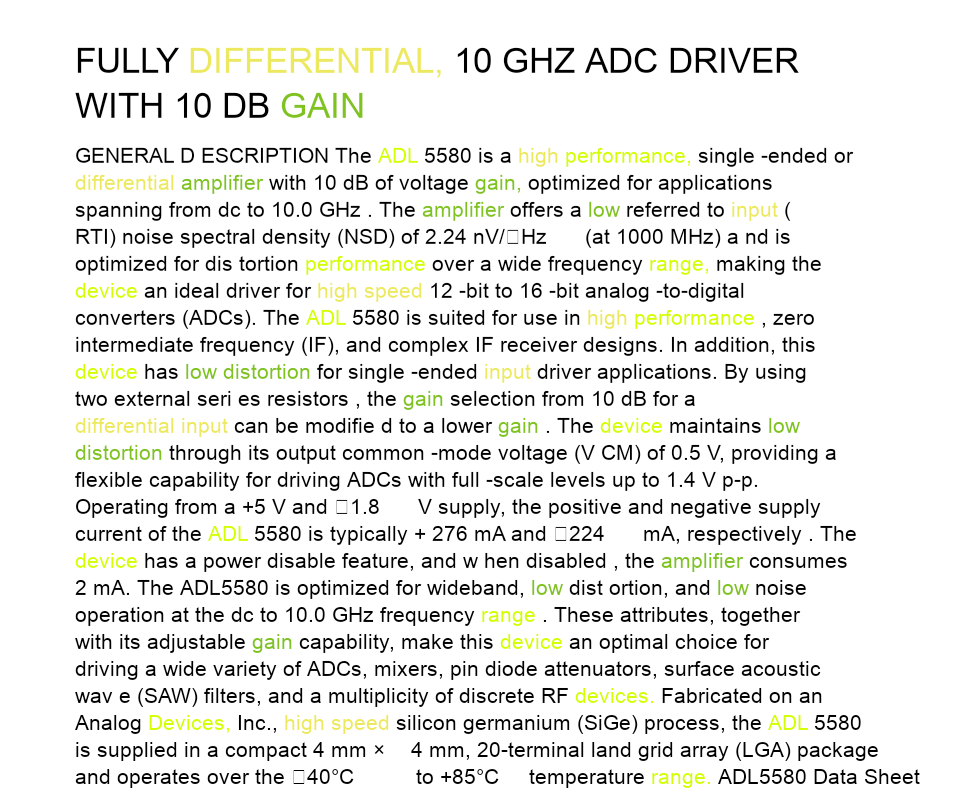 FULLY DIFFERENTIAL, 10 GHZ ADC DRIVER
WITH 10 DB GAIN
GENERAL D ESCRIPTION The ADL 5580 is a high performance, single -ended or
differential amplifier with 10 dB of voltage gain, optimized for applications
spanning from dc to 10.0 GHz . The amplifier offers a low referred to input (
RTI) noise spectral density (NSD) of 2.24 nV/□Hz (at 1000 MHz) a nd is
optimized for dis tortion performance over a wide frequency range, making the
device an ideal driver for high speed 12 -bit to 16 -bit analog -to-digital
converters (ADCs). The ADL 5580 is suited for use in high performance , zero
intermediate frequency (IF), and complex IF receiver designs. In addition, this
device has low distortion for single -ended input driver applications. By using
two external seri es resistors , the gain selection from 10 dB for a
differential input can be modifie d to a lower gain . The device maintains low
distortion through its output common -mode voltage (V CM) of 0.5 V, providing a
flexible capability for driving ADCs with full -scale levels up to 1.4 V p-p.
Operating from a +5 V and □1.8 V supply, the positive and negative supply
current of the ADL 5580 is typically + 276 mA and □224 mA, respectively . The
device has a power disable feature, and w hen disabled , the amplifier consumes
2 mA. The ADL5580 is optimized for wideband, low dist ortion, and low noise
operation at the dc to 10.0 GHz frequency range . These attributes, together
with its adjustable gain capability, make this device an optimal choice for
driving a wide variety of ADCs, mixers, pin diode attenuators, surface acoustic
wav e (SAW) filters, and a multiplicity of discrete RF devices. Fabricated on an
Analog Devices, Inc., high speed silicon germanium (SiGe) process, the ADL 5580
is supplied in a compact 4 mm × 4 mm, 20-terminal land grid array (LGA) package
and operates over the □40°C to +85°C temperature range. ADL5580 Data Sheet